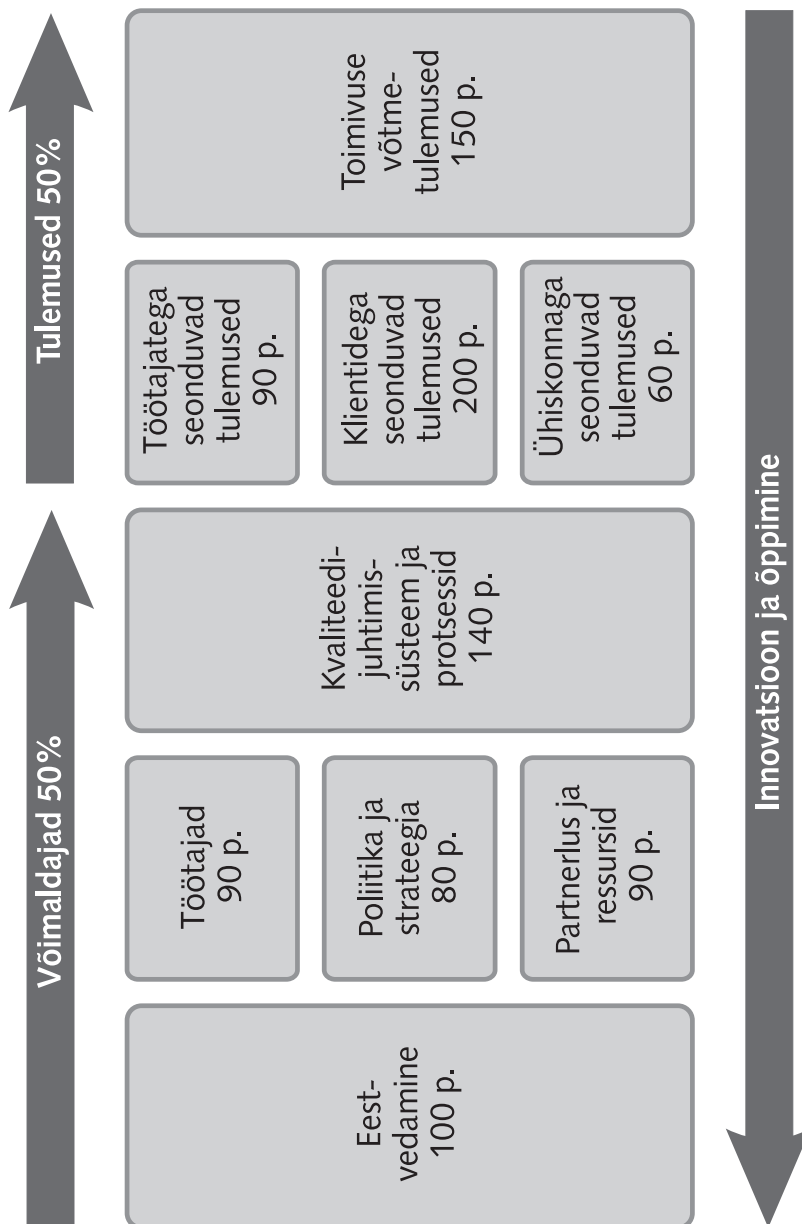 Võimaldajad 50%
Tulemused 50%
Eest-
vedamine
100 p.
Töötajad
90 p.
Poliitika ja
strateegia
80 p.
Partnerlus ja
ressursid
90 p.
Kvaliteedi-
juhtimis-
süsteem ja
protsessid
140 p.
Töötajatega
seonduvad
tulemused
90 p.
Klientidega
seonduvad
tulemused
200 p.
Ühiskonnaga
seonduvad
tulemused
60 p.
Toimivuse
võtme-
tulemused
150 p.
Innovatsioon ja õppimine